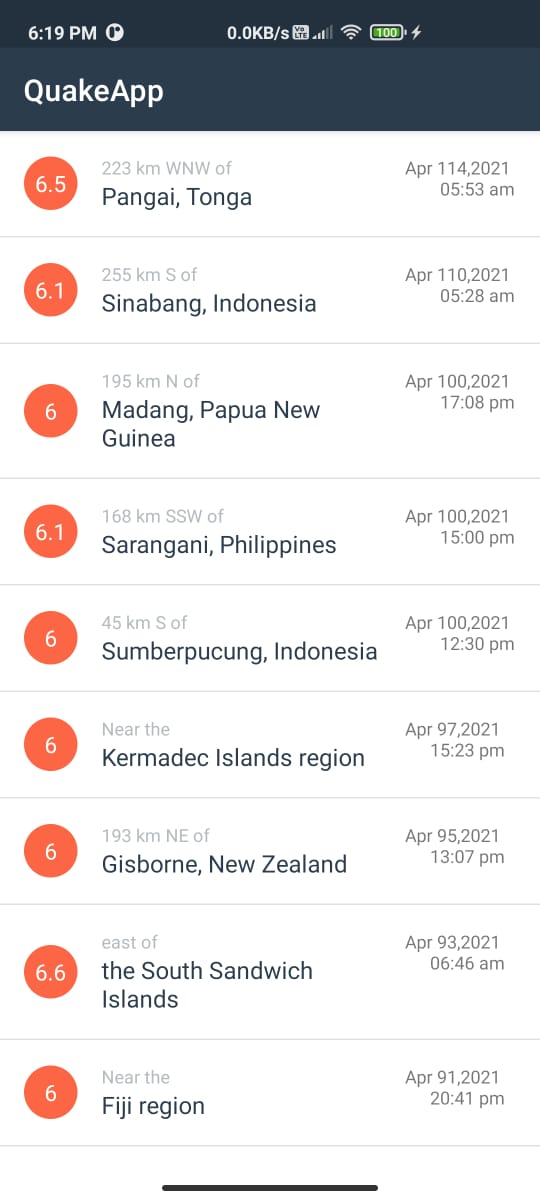 6:19 PM 0.0KB/s Vo LTE 100
QuakeApp
6.5
223 km WNW of
Pangai, Tonga
Apr 114,2021
05:53 am
6.1
255 km S of
Sinabang, Indonesia
Apr 110,2021
05:28 am
6
195 km N of
Madang, Papua New
Guinea
Apr 100,2021
17:08 pm
6.1
168 km SSW of
Sarangani, Philippines
Apr 100,2021
15:00 pm
6
45 km S of
Sumberpucung, Indonesia
Apr 100,2021
12:30 pm
6
Near the
Kermadec Islands region
Apr 97,2021
15:23 pm
6
193 km NE of
Gisborne, New Zealand
Apr 95,2021
13:07 pm
6.6
east of
the South Sandwich
Islands
Apr 93,2021
06:46 am
6
Near the
Fiji region
Apr 91,2021
20:41 pm